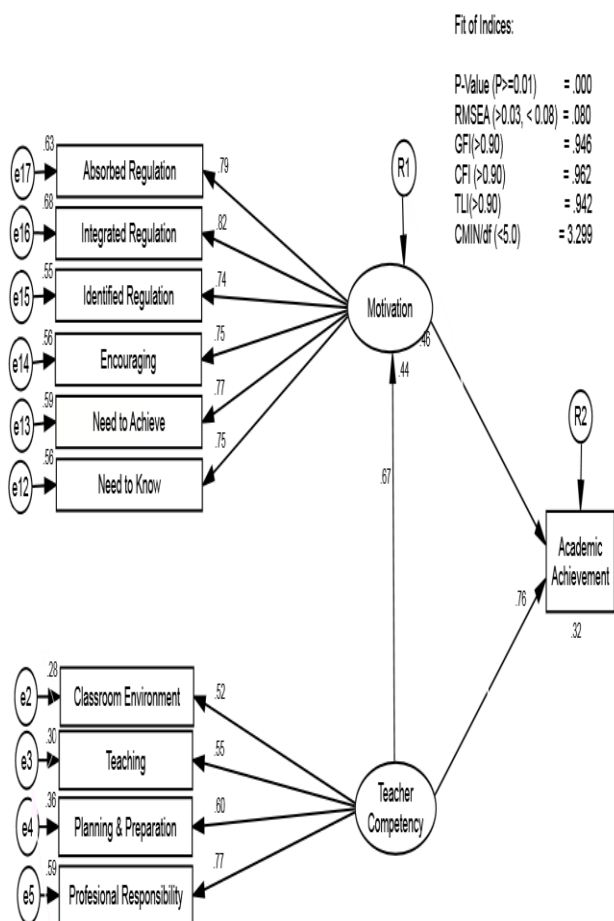 Fit of Indices:
P-Value (P>=0.01) = .000
RMSEA (>0.03, < 0.08) = .080
GFI(>0.90) = .946
CFI (>0.90) = .962
TLI(>0.90) = .942
CMIN/df (<5.0) = 3.299
R1
.63
e17
Absorbed Regulation
.79
.68
e16
Integrated Regulation
.82
.55
e15
Identified Regulation
.74
Motivation
.56
e14
Encouraging
.75
.46
.44
.59
e13
Need to Achieve
.77
R2
.56
e12
Need to Know
.75
.67
Academic
Achievement
.76
.32
.28
e2
Classroom Environment
.52
.30
e3
Teaching
.55
Teacher
Competency
.36
e4
Planning & Preparation
.60
.59
e5
Profesional Responsibility
.77